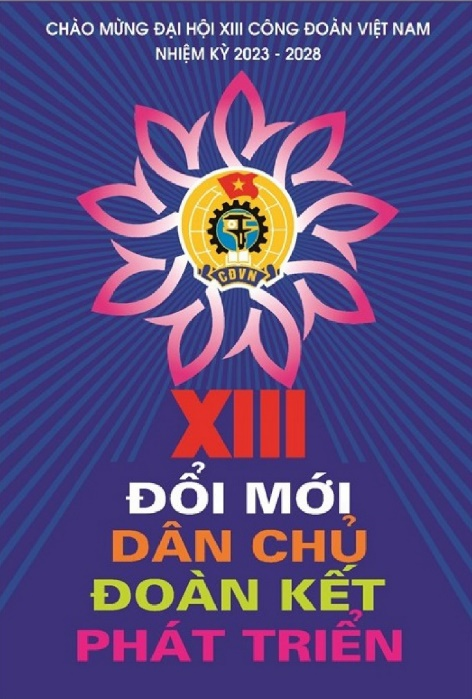 CHÀO MỪNG ĐẠI HỘI XIII CÔNG ĐOÀN VIỆT NAM
NHIỆM KỲ 2023 - 2028
CĐVN
XIII
ĐỔI MỚI
DÂN CHỦ
ĐOÀN KẾT
PHÁT TRIỂN